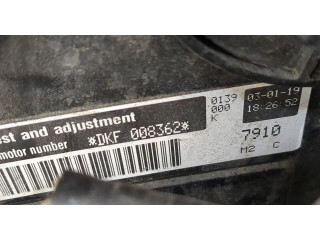 st and adjustment
motor number
*DKF 008362*
0139
000
K
03-01-19
18:26:52
7910
M2 C